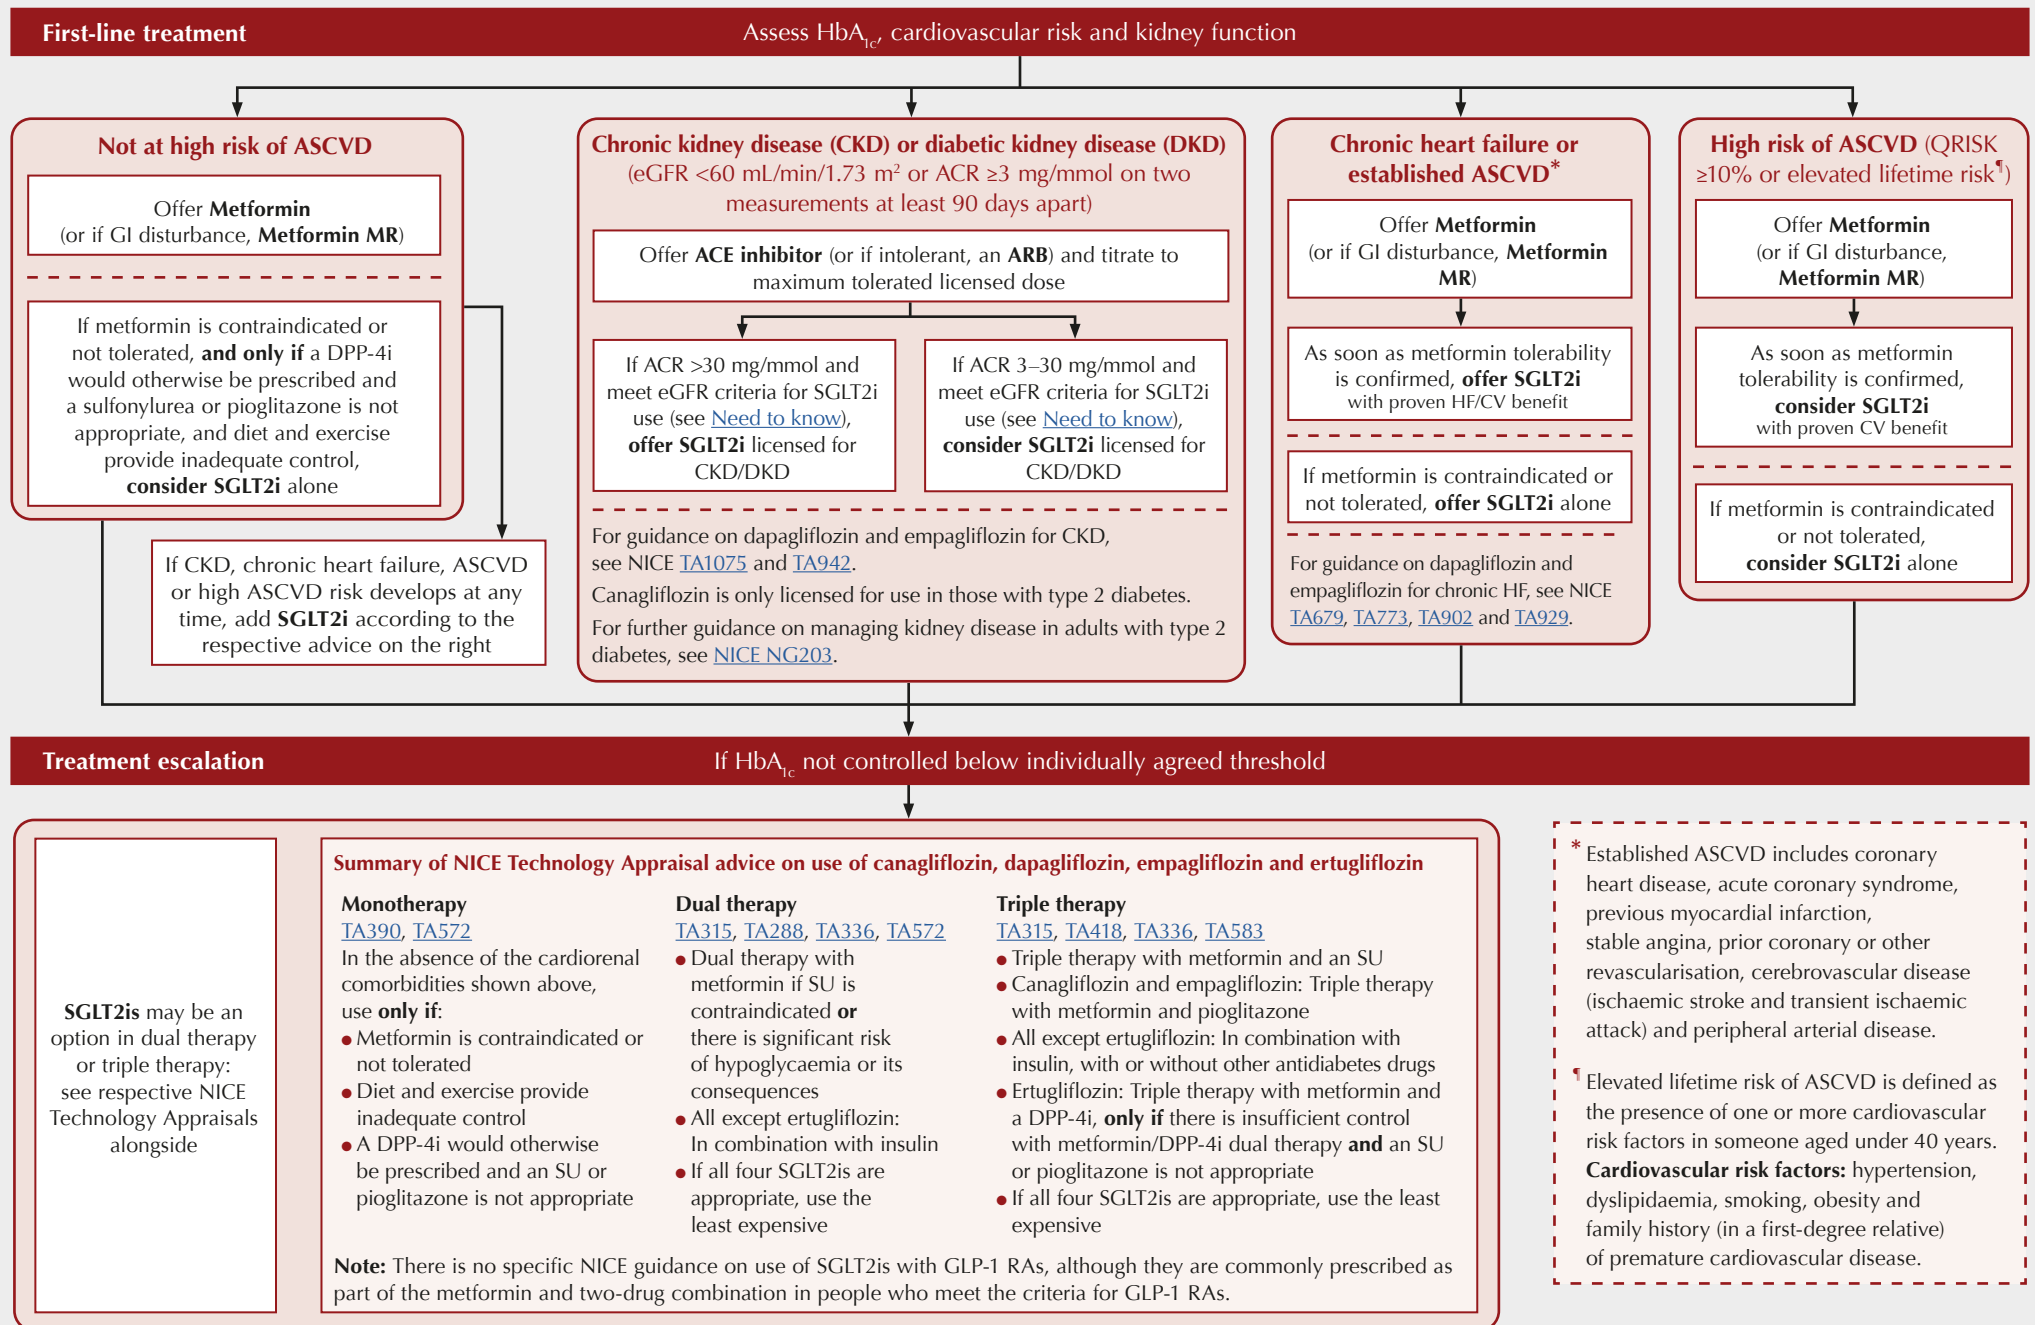 First-line treatment
Assess HbA1c, cardiovascular risk and kidney function
Not at high risk of ASCVD
Offer Metformin
(or if GI disturbance, Metformin MR)
If metformin is contraindicated or
not tolerated, and only if a DPP-4i
would otherwise be prescribed and
a sulfonylurea or pioglitazone is not
appropriate, and diet and exercise
provide inadequate control,
consider SGLT2i alone
If CKD, chronic heart failure, ASCVD
or high ASCVD risk develops at any
time, add SGLT2i according to the
respective advice on the right
Chronic kidney disease (CKD) or diabetic kidney disease (DKD)
(eGFR <60 mL/min/1.73 m² or ACR ≥3 mg/mmol on two
measurements at least 90 days apart)
Offer ACE inhibitor (or if intolerant, an ARB) and titrate to
maximum tolerated licensed dose
If ACR >30 mg/mmol and
meet eGFR criteria for SGLT2i
use (see Need to know),
offer SGLT2i licensed for
CKD/DKD
If ACR 3–30 mg/mmol and
meet eGFR criteria for SGLT2i
use (see Need to know),
consider SGLT2i licensed for
CKD/DKD
For guidance on dapagliflozin and empagliflozin for CKD,
see NICE TA1075 and TA942.
Canagliflozin is only licensed for use in those with type 2 diabetes.
For further guidance on managing kidney disease in adults with type 2
diabetes, see NICE NG203.
Chronic heart failure or
established ASCVD*
Offer Metformin
(or if GI disturbance, Metformin
MR)
As soon as metformin tolerability
is confirmed, offer SGLT2i
with proven HF/CV benefit
If metformin is contraindicated or
not tolerated, offer SGLT2i alone
For guidance on dapagliflozin and
empagliflozin for chronic HF, see NICE
TA679, TA773, TA902 and TA929.
High risk of ASCVD (QRISK
≥10% or elevated lifetime risk¶)
Offer Metformin
(or if GI disturbance,
Metformin MR)
As soon as metformin
tolerability is confirmed,
consider SGLT2i
with proven CV benefit
If metformin is contraindicated
or not tolerated,
consider SGLT2i alone
Treatment escalation
If HbA1c not controlled below individually agreed threshold
SGLT2is may be an
option in dual therapy
or triple therapy:
see respective NICE
Technology Appraisals
alongside
Summary of NICE Technology Appraisal advice on use of canagliflozin, dapagliflozin, empagliflozin and ertugliflozin
Monotherapy
TA390, TA572
In the absence of the cardiorenal
comorbidities shown above,
use only if:
● Metformin is contraindicated or
not tolerated
● Diet and exercise provide
inadequate control
● A DPP-4i would otherwise
be prescribed and an SU or
pioglitazone is not appropriate
Dual therapy
TA315, TA288, TA336, TA572
● Dual therapy with
metformin if SU is
contraindicated or
there is significant risk
of hypoglycaemia or its
consequences
● All except ertugliflozin:
In combination with insulin
● If all four SGLT2is are
appropriate, use the
least expensive
Triple therapy
TA315, TA418, TA336, TA583
● Triple therapy with metformin and an SU
● Canagliflozin and empagliflozin: Triple therapy
with metformin and pioglitazone
● All except ertugliflozin: In combination with
insulin, with or without other antidiabetes drugs
● Ertugliflozin: Triple therapy with metformin and
a DPP-4i, only if there is insufficient control
with metformin/DPP-4i dual therapy and an SU
or pioglitazone is not appropriate
● If all four SGLT2is are appropriate, use the least
expensive
Note: There is no specific NICE guidance on use of SGLT2is with GLP-1 RAs, although they are commonly prescribed as
part of the metformin and two-drug combination in people who meet the criteria for GLP-1 RAs.
* Established ASCVD includes coronary
heart disease, acute coronary syndrome,
previous myocardial infarction,
stable angina, prior coronary or other
revascularisation, cerebrovascular disease
(ischaemic stroke and transient ischaemic
attack) and peripheral arterial disease.
¶ Elevated lifetime risk of ASCVD is defined as
the presence of one or more cardiovascular
risk factors in someone aged under 40 years.
Cardiovascular risk factors: hypertension,
dyslipidaemia, smoking, obesity and
family history (in a first-degree relative)
of premature cardiovascular disease.